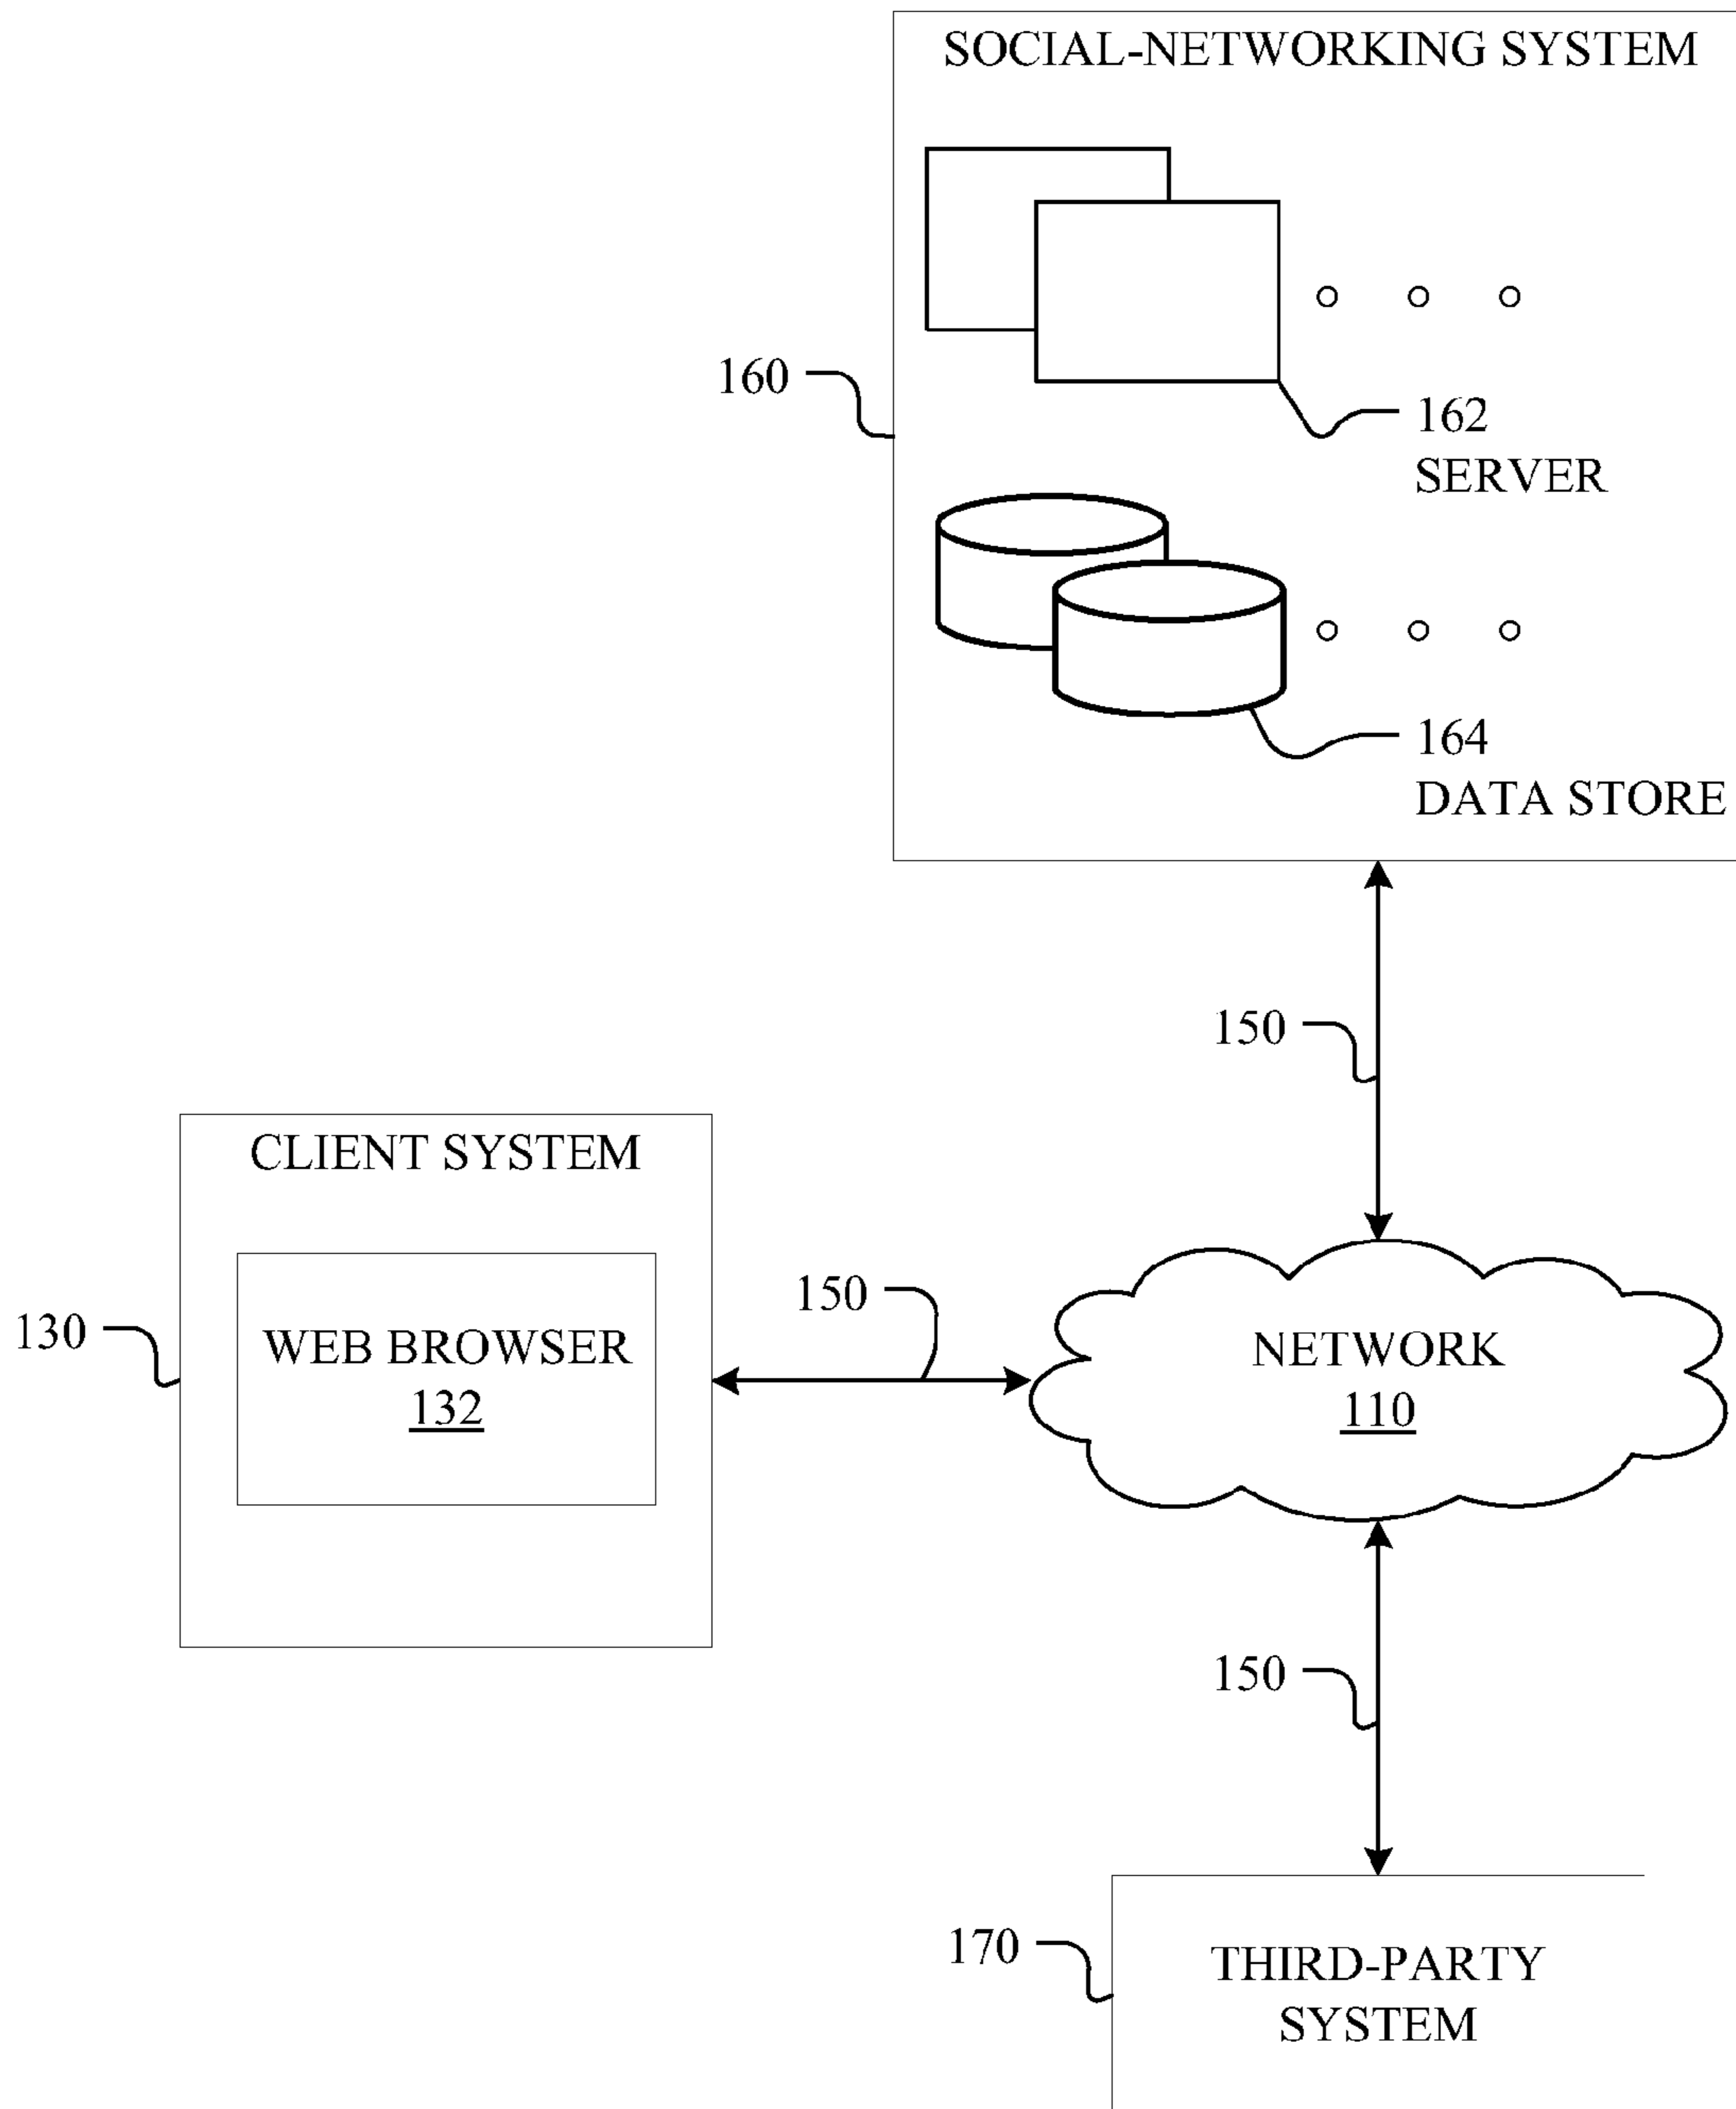 SOCIAL-NETWORKING SYSTEM
160
162
SERVER
164
DATA STORE
150
CLIENT SYSTEM
150
130
WEB BROWSER
132
NETWORK
110
150
170
THIRD-PARTY
SYSTEM